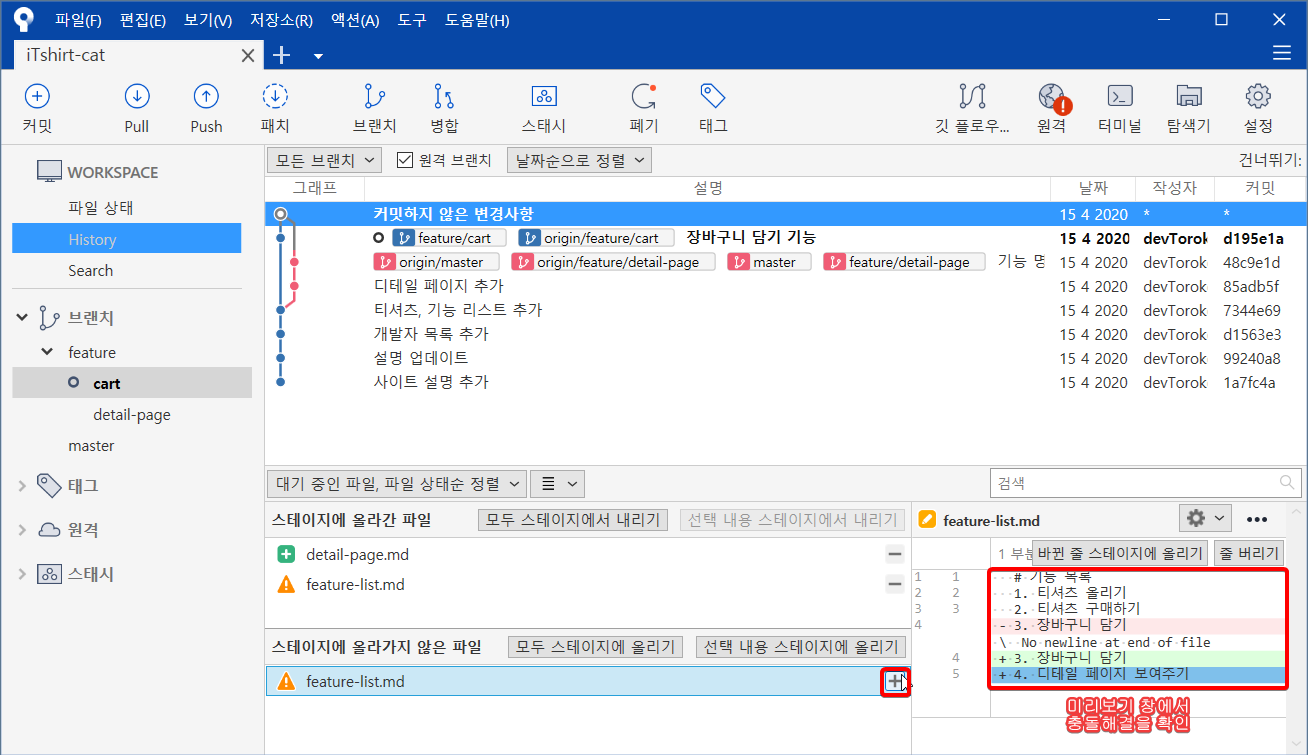 파일(F) 편집(E) 보기(V) 저장소(R) 액션(A) 도구 도움말(H)
iTshirt-cat
커밋 Pull Push 패치 브랜치 병합 스태시 폐기 태그 깃 플로우... 원격 터미널 탐색기 설정
WORKSPACE
파일 상태
History
Search
브랜치
feature
cart
detail-page
master
태그
원격
스태시
모든 브랜치 원격 브랜치 날짜순으로 정렬 건너뛰기:
그래프 설명 날짜 작성자 커밋
커밋하지 않은 변경사항 15 4 2020 * *
feature/cart origin/feature/cart 장바구니 담기 기능 15 4 2020 devTorok d195e1a
origin/master origin/feature/detail-page master feature/detail-page 기능 명 15 4 2020 devTorok 48c9e1d
디테일 페이지 추가 15 4 2020 devTorok 85adb5f
티셔츠, 기능 리스트 추가 15 4 2020 devTorok 7344e69
개발자 목록 추가 15 4 2020 devTorok d1563e3
설명 업데이트 15 4 2020 devTorok 99240a8
사이트 설명 추가 15 4 2020 devTorok 1a7fc4a
대기 중인 파일, 파일 상태순 정렬 검색
스테이지에 올라간 파일 모두 스테이지에서 내리기 선택 내용 스테이지에서 내리기
detail-page.md
feature-list.md
스테이지에 올라가지 않은 파일 모두 스테이지에 올리기 선택 내용 스테이지에 올리기
feature-list.md
feature-list.md
1 부분 바뀐 줄 스테이지에 올리기 줄 버리기
1 1 # 기능 목록
2 2 1. 티셔츠 올리기
3 3 2. 티셔츠 구매하기
4 - 3. 장바구니 담기
\ No newline at end of file
4 + 3. 장바구니 담기
5 + 4. 디테일 페이지 보여주기
미리보기 창에서
충돌해결을 확인